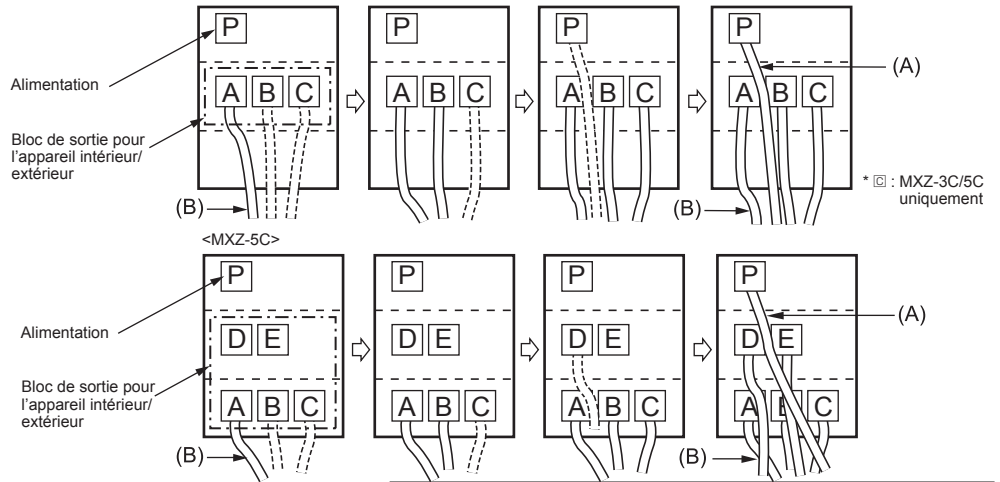 P P P P
(A)
Alimentation
A B C A B C A B C A B C
Bloc de sortie pour
l'appareil intérieur/
extérieur
* C : MXZ-3C/5C
uniquement
(B) (B)
<MXZ-5C>
P P P P
(A)
Alimentation
D E D E D E D E
Bloc de sortie pour
l'appareil intérieur/
extérieur
A B C A B C A B C A B C
(B) (B)